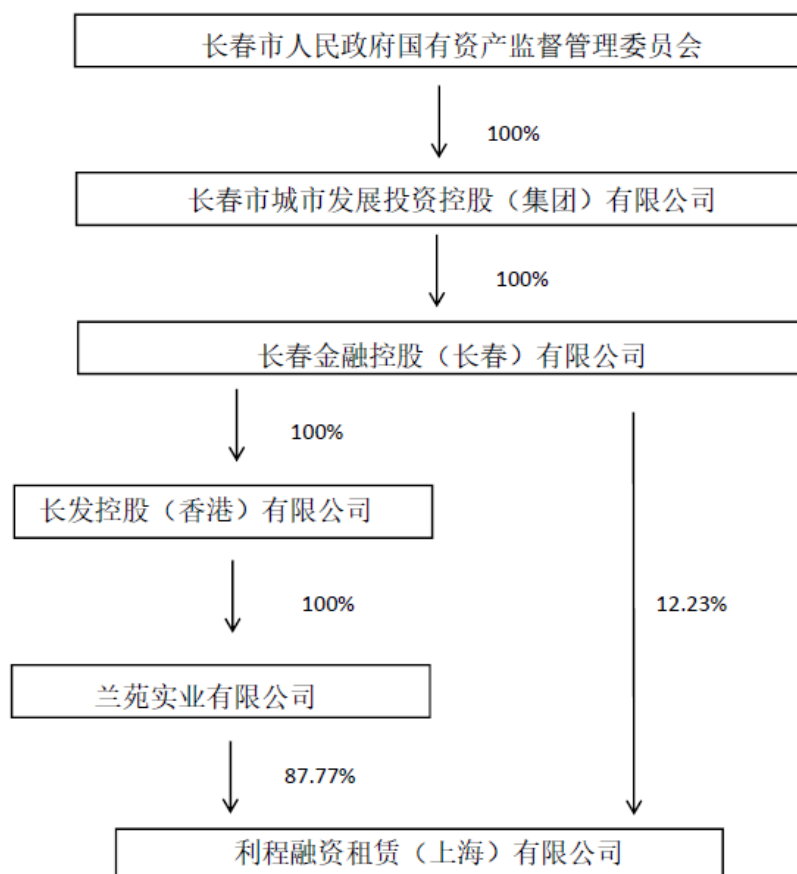 长春市人民政府国有资产监督管理委员会
100%
长春市城市发展投资控股（集团）有限公司
100%
长春金融控股（长春）有限公司
100%
长发控股（香港）有限公司
100%
12.23%
兰苑实业有限公司
87.77%
利程融资租赁（上海）有限公司